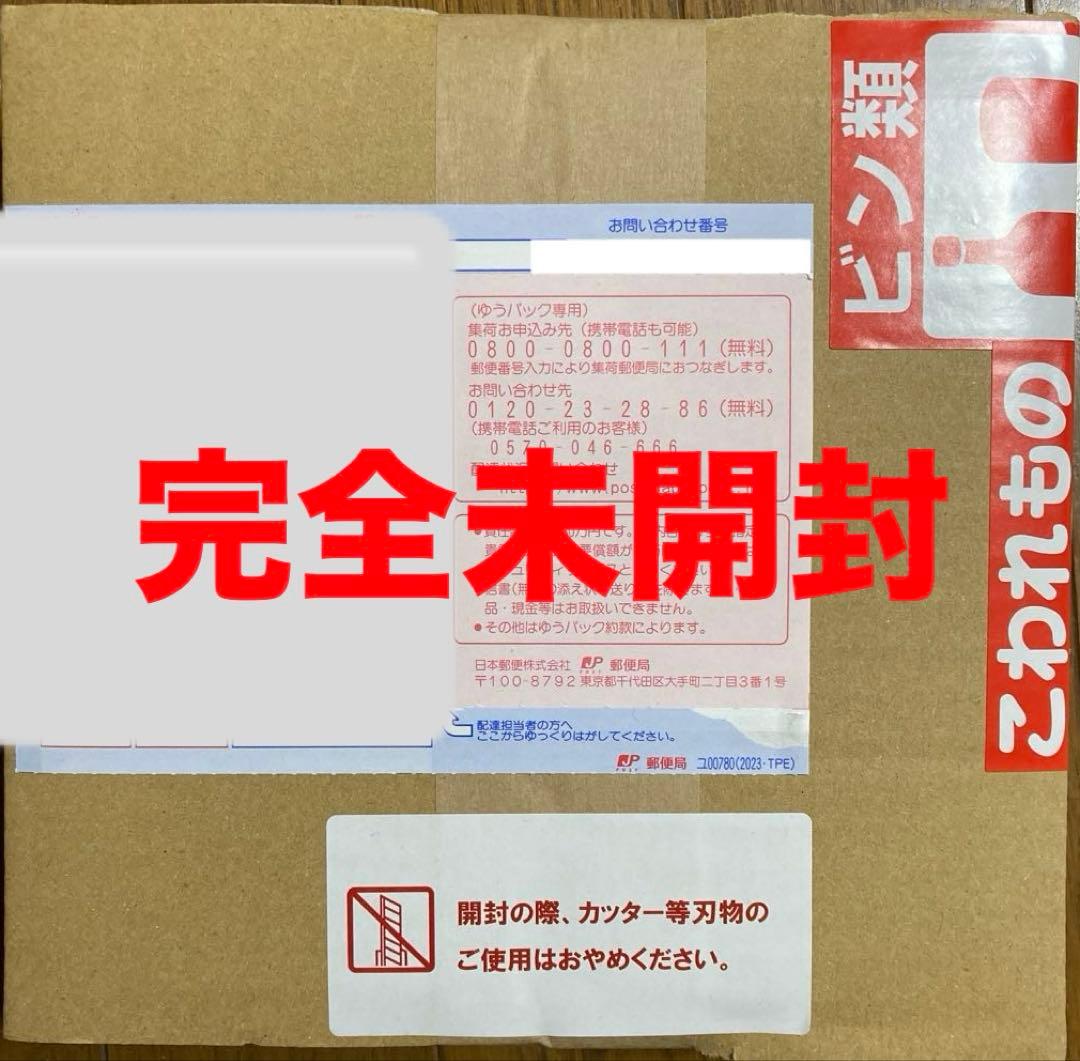 ビン類
こわれもの
お問い合わせ番号
(ゆうパック専用)
集荷お申込み先(携帯電話も可能)
0800-0800-111(無料)
郵便番号入力により集荷郵便局におつなぎします。
お問い合わせ先
0120-23-28-86(無料)
(携帯電話ご利用のお客様)
0570-046-666
完全未開封
品・現金等はお取扱いできません。
●その他はゆうパック約款によります。
日本郵便株式会社 JP POST 郵便局
〒100-8792 東京都千代田区大手町二丁目3番1号
配達担当者の方へ
ここからゆっくりはがしてください。
JP POST 郵便局 ユ00780(2023・TPE)
開封の際、カッター等刃物の
ご使用はおやめください。